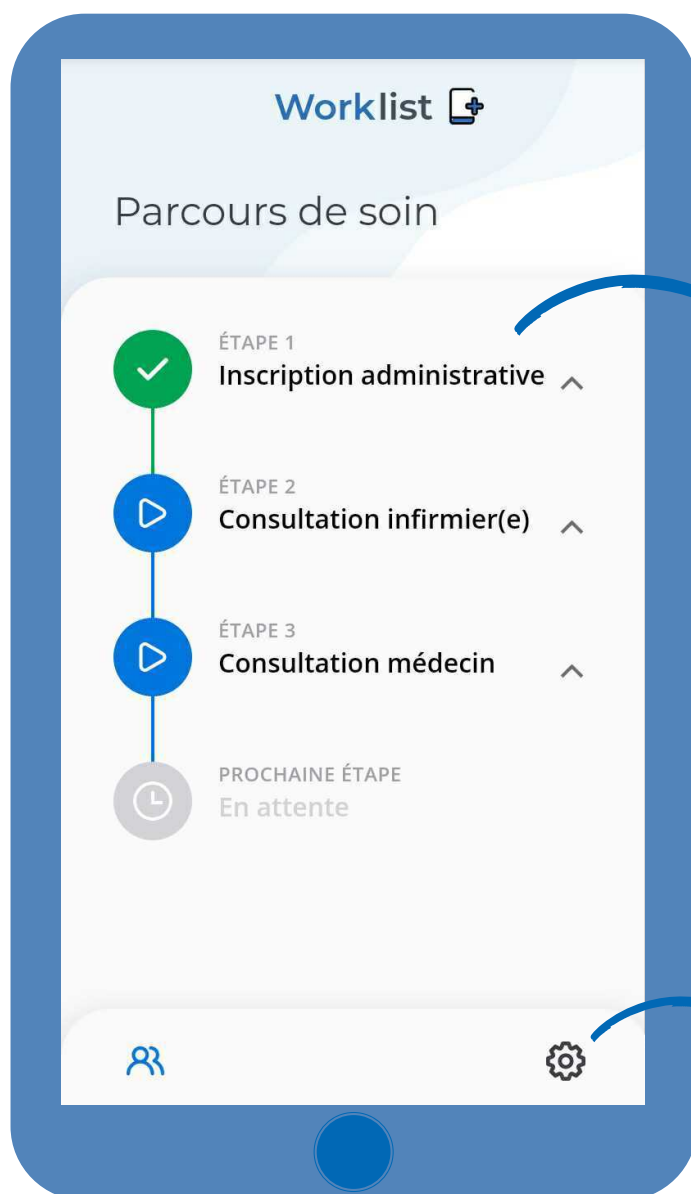 Worklist
Parcours de soin
ÉTAPE 1
Inscription administrative
ÉTAPE 2
Consultation infirmier(e)
ÉTAPE 3
Consultation médecin
PROCHAINE ÉTAPE
En attente